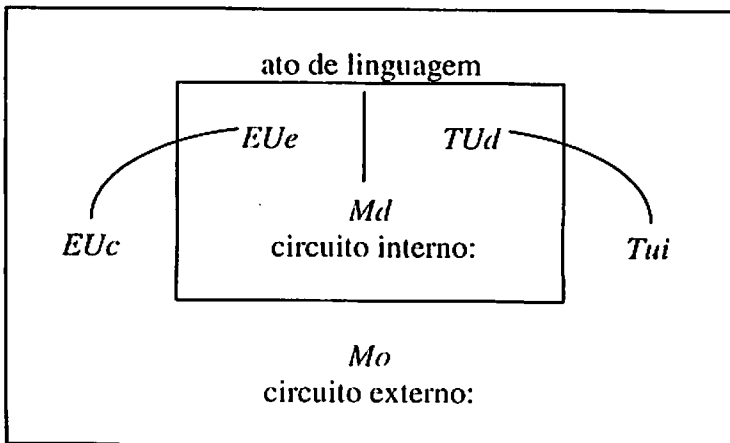 ato de linguagem
EUe TUd
Md
EUc circuito interno: Tui
Mo
circuito externo: